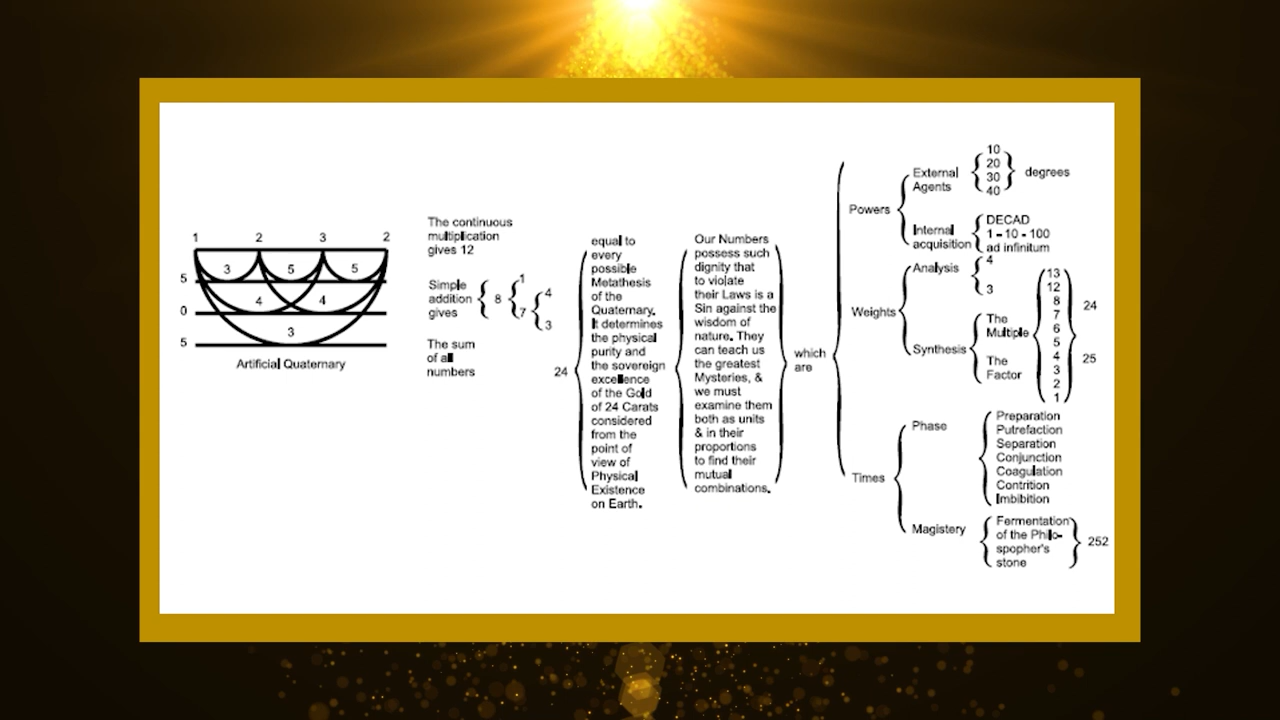 1 2 3 2
3 5 5
5
4 4
0
3
5
Artificial Quaternary
The continuous
multiplication
gives 12
Simple
addition
gives
8
1
7
4
3
The sum
of all
numbers
24
equal to
every
possible
Metathesis
of the
Quaternary.
It determines
the physical
purity and
the sovereign
excellence
of the Gold
of 24 Carats
considered
from the
point of
view of
Physical
Existence
on Earth.
Our Numbers
possess such
dignity that
to violate
their Laws is a
Sin against the
wisdom of
nature. They
can teach us
the greatest
Mysteries, &
we must
examine them
both as units
& in their
proportions
to find their
mutual
combinations.
which
are
Powers
External
Agents
10
20
30
40
degrees
Internal
acquisition
DECAD
1 - 10 - 100
ad infinitum
Weights
Analysis
4
3
Synthesis
The
Multiple
The
Factor
13
12
8
7
6
5
4
3
2
1
24
25
Times
Phase
Preparation
Putrefaction
Separation
Conjunction
Coagulation
Contrition
Imbibition
Magistery
Fermentation
of the Philo-
spopher's
stone
252